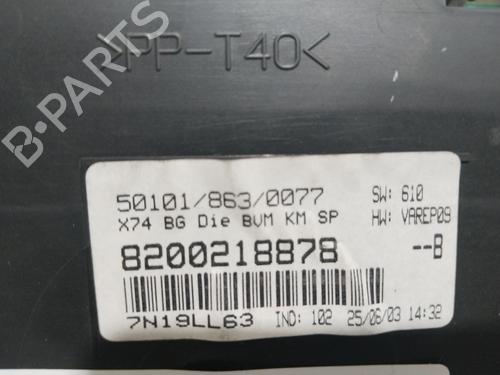 >PP-T40<
B-PARTS
50101/863/0077 SW: 610
X74 BG Die BVM KM SP HW: VAREP09
8200218878 --B
7N19LL63 IND: 102 25/06/03 14:32